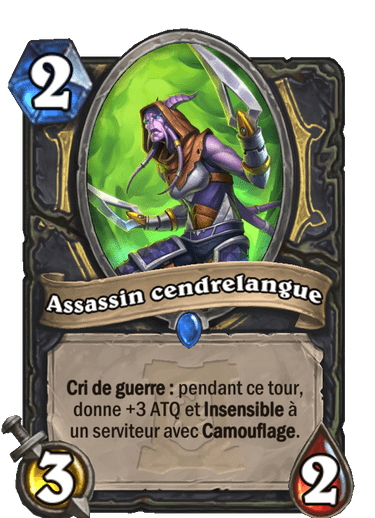 2
Assassin cendrelangue
Cri de guerre : pendant ce tour,
donne +3 ATQ et Insensible à
un serviteur avec Camouflage.
3
2